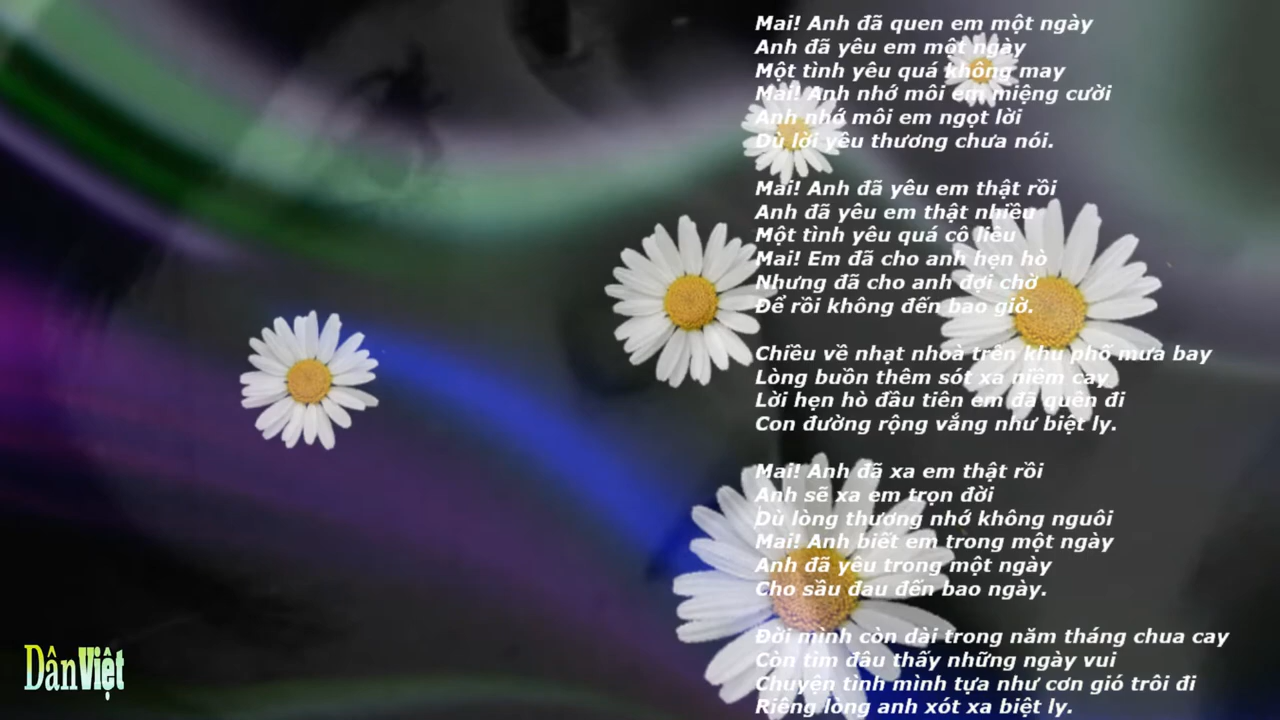 Mai! Anh đã quen em một ngày
Anh đã yêu em một ngày
Một tình yêu quá không may
Mai! Anh nhớ môi em miệng cười
Anh nhớ môi em ngọt lời
Dù lời yêu thương chưa nói.
Mai! Anh đã yêu em thật rồi
Anh đã yêu em thật nhiều
Một tình yêu quá cô liêu
Mai! Em đã cho anh hẹn hò
Nhưng đã cho anh đợi chờ
Để rồi không đến bao giờ.
Chiều về nhạt nhoà trên khu phố mưa bay
Lòng buồn thêm sót xa niềm cay
Lời hẹn hò đầu tiên em đã quên đi
Con đường rộng vắng như biệt ly.
Mai! Anh đã xa em thật rồi
Anh sẽ xa em trọn đời
Dù lòng thương nhớ không nguôi
Mai! Anh biết em trong một ngày
Anh đã yêu trong một ngày
Cho sầu đau đến bao ngày.
Đời mình còn dài trong năm tháng chua cay
Còn tìm đâu thấy những ngày vui
Chuyện tình mình tựa như cơn gió trôi đi
Riêng lòng anh xót xa biệt ly.
DânViệt